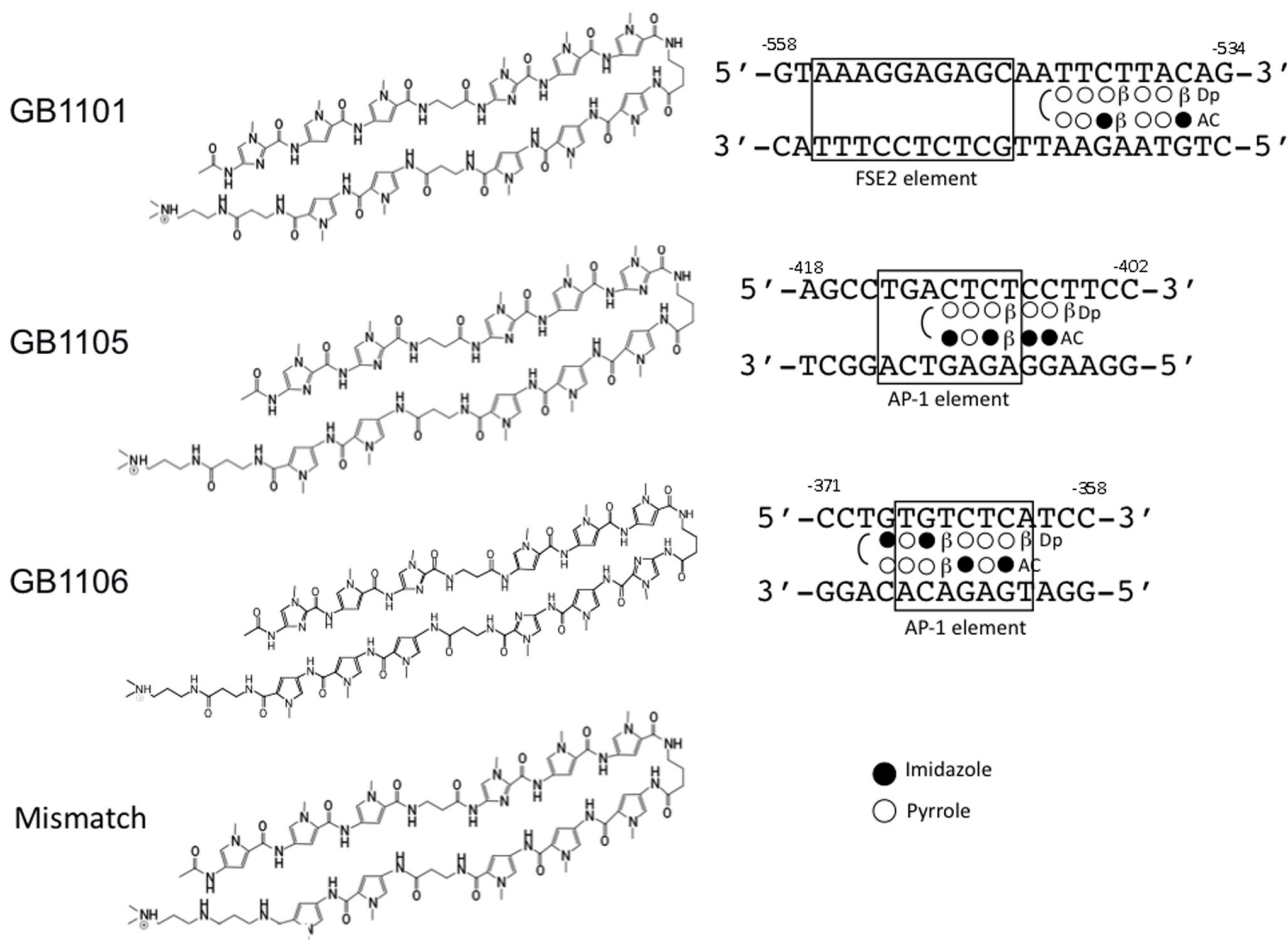 GB1101
-558
-534
5'-GTAAAGGAGAGCAATTCTTACAG-3'
β β Dp
β AC
3'-CATTTCCTCTCGTTAAGAATGTC-5'
FSE2 element
GB1105
-418
-402
5'-AGCCTGACTCTCCTTCC-3'
β β Dp
β AC
3'-TCGGACTGAGAGGAAGG-5'
AP-1 element
GB1106
-371
-358
5'-CCTGTGTCTCATCC-3'
β β Dp
β AC
3'-GGACACAGAGTAGG-5'
AP-1 element
Mismatch
Imidazole
Pyrrole